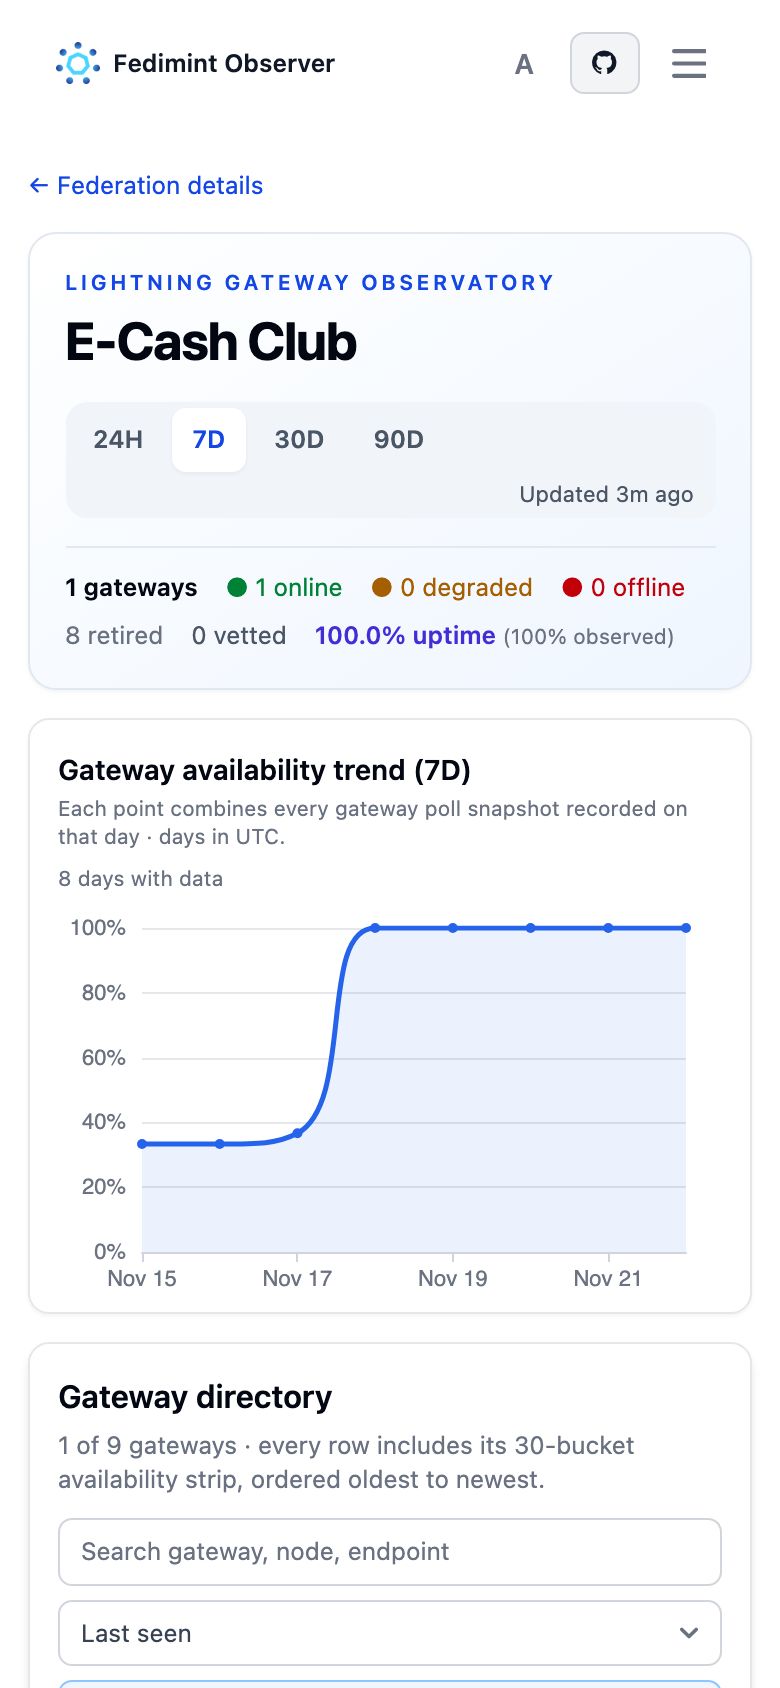 Fedimint Observer
A
← Federation details
LIGHTNING GATEWAY OBSERVATORY
E-Cash Club
24H 7D 30D 90D
Updated 3m ago
1 gateways 1 online 0 degraded 0 offline
8 retired 0 vetted 100.0% uptime (100% observed)
Gateway availability trend (7D)
Each point combines every gateway poll snapshot recorded on
that day · days in UTC.
8 days with data
100%
80%
60%
40%
20%
0%
Nov 15 Nov 17 Nov 19 Nov 21
Gateway directory
1 of 9 gateways · every row includes its 30-bucket
availability strip, ordered oldest to newest.
Search gateway, node, endpoint
Last seen